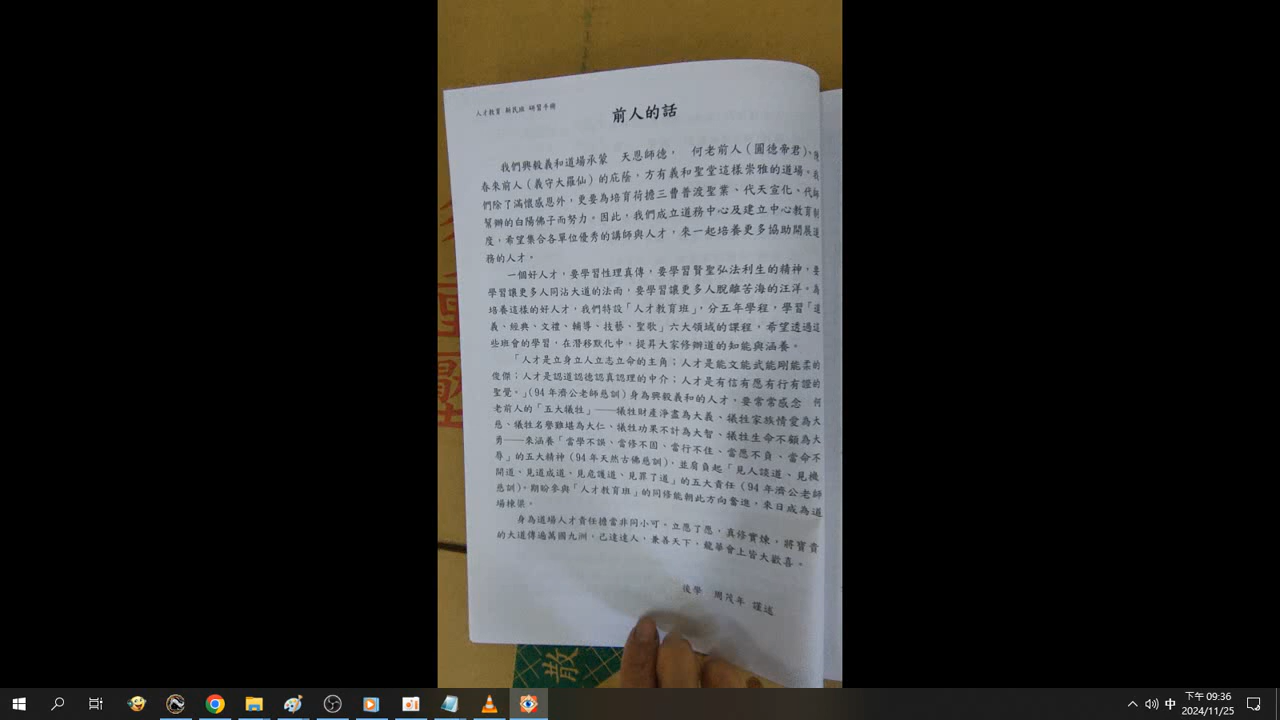 人才教育 新民班 研習手冊
前人的話
我們興毅義和道場承蒙 天恩師德， 何老前人（圓德帝君）、陳
春來前人（義守大羅仙）的庇蔭，方有義和聖堂這樣崇雅的道場。我
們除了滿懷感恩外，更要為培育荷擔三曹普渡聖業、代天宣化、代師
幫辦的白陽佛子而努力。因此，我們成立道務中心及建立中心教育制
度，希望集合各單位優秀的講師與人才，來一起培養更多協助開展道
務的人才。
一個好人才，要學習性理真傳，要學習賢聖弘法利生的精神，要
學習讓更多人同沾大道的法雨，要學習讓更多人脫離苦海的汪洋。為
培養這樣的好人才，我們特設「人才教育班」，分五年學程，學習「道
義、經典、文禮、輔導、技藝、聖歌」六大領域的課程，希望透過這
些班會的學習，在潛移默化中，提昇大家修辦道的知能與涵養。
「人才是立身立人立志立命的主角；人才是能文能武能剛能柔的
俊傑；人才是認道認德認真認理的中介；人才是有信有愿有行有證的
聖覺。」（94 年濟公老師慈訓）身為興毅義和的人才，要常常感念 何
老前人的「五大犧牲」──犧牲財產淨盡為大義、犧牲家族情愛為大
慈、犧牲名譽難堪為大仁、犧牲功果不計為大智、犧牲生命不顧為大
勇──來涵養「當學不誤、當修不固、當行不住、當愿不負、當命不
辱」的五大精神（94 年天然古佛慈訓），並肩負起「見人談道、見機
開道、見道成道、見危護道、見罪了道」的五大責任（94 年濟公老師
慈訓）。期盼參與「人才教育班」的同修能朝此方向奮進，來日成為道
場棟梁。
身為道場人才責任擔當非同小可，立愿了愿，真修實煉，將寶貴
的大道傳遍萬國九洲，己達達人，兼善天下，龍華會上皆大歡喜。
後學 周茂年 謹述
散
下午 09:36
中
2024/11/25